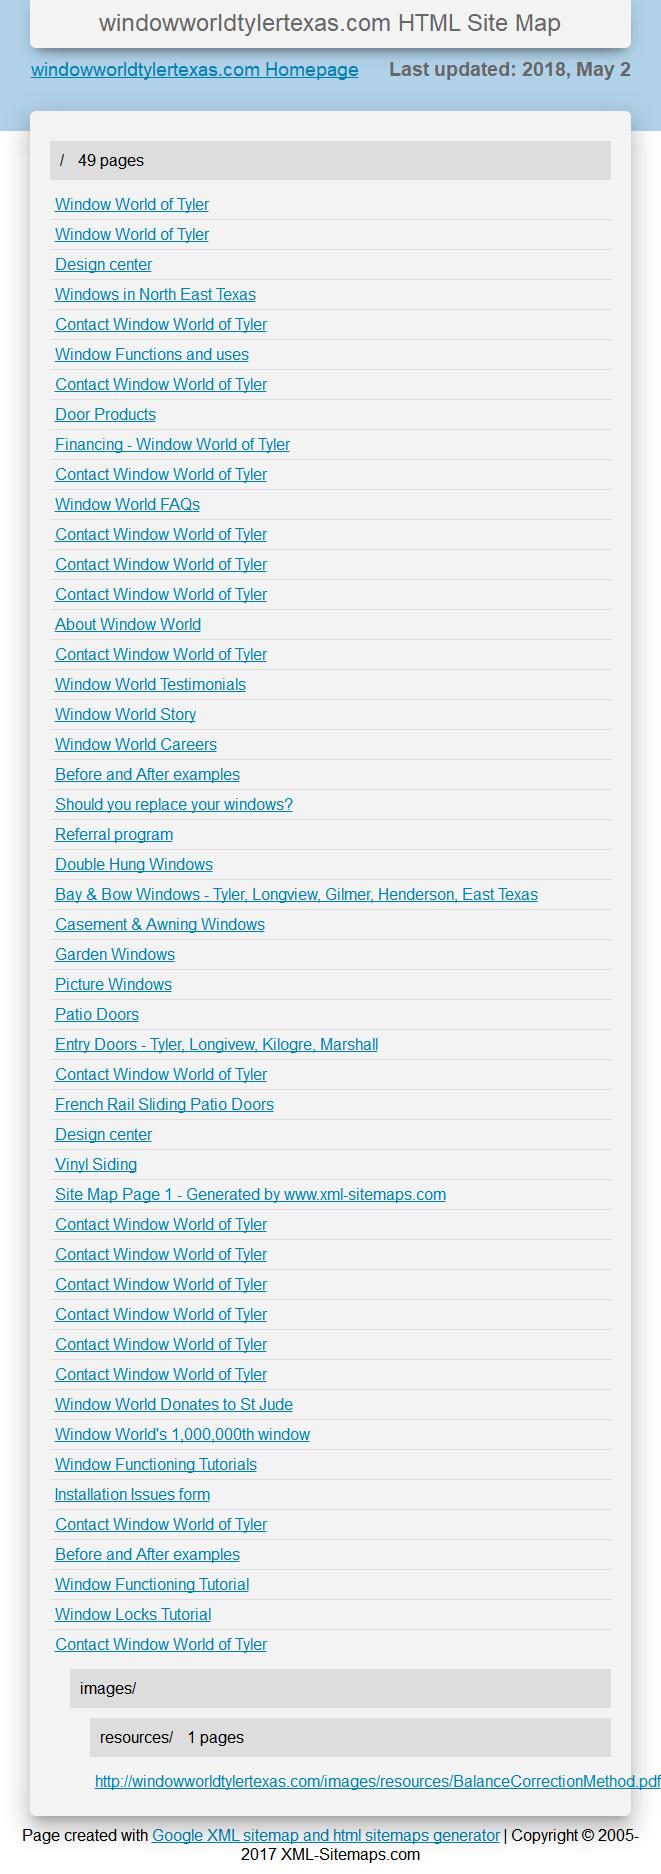 windowworldtylertexas.com HTML Site Map
windowworldtylertexas.com Homepage Last updated: 2018, May 2
/ 49 pages
Window World of Tyler
Window World of Tyler
Design center
Windows in North East Texas
Contact Window World of Tyler
Window Functions and uses
Contact Window World of Tyler
Door Products
Financing - Window World of Tyler
Contact Window World of Tyler
Window World FAQs
Contact Window World of Tyler
Contact Window World of Tyler
Contact Window World of Tyler
About Window World
Contact Window World of Tyler
Window World Testimonials
Window World Story
Window World Careers
Before and After examples
Should you replace your windows?
Referral program
Double Hung Windows
Bay & Bow Windows - Tyler, Longview, Gilmer, Henderson, East Texas
Casement & Awning Windows
Garden Windows
Picture Windows
Patio Doors
Entry Doors - Tyler, Longivew, Kilogre, Marshall
Contact Window World of Tyler
French Rail Sliding Patio Doors
Design center
Vinyl Siding
Site Map Page 1 - Generated by www.xml-sitemaps.com
Contact Window World of Tyler
Contact Window World of Tyler
Contact Window World of Tyler
Contact Window World of Tyler
Contact Window World of Tyler
Contact Window World of Tyler
Window World Donates to St Jude
Window World's 1,000,000th window
Window Functioning Tutorials
Installation Issues form
Contact Window World of Tyler
Before and After examples
Window Functioning Tutorial
Window Locks Tutorial
Contact Window World of Tyler
images/
resources/ 1 pages
http://windowworldtylertexas.com/images/resources/BalanceCorrectionMethod.pdf
Page created with Google XML sitemap and html sitemaps generator | Copyright © 2005-
2017 XML-Sitemaps.com